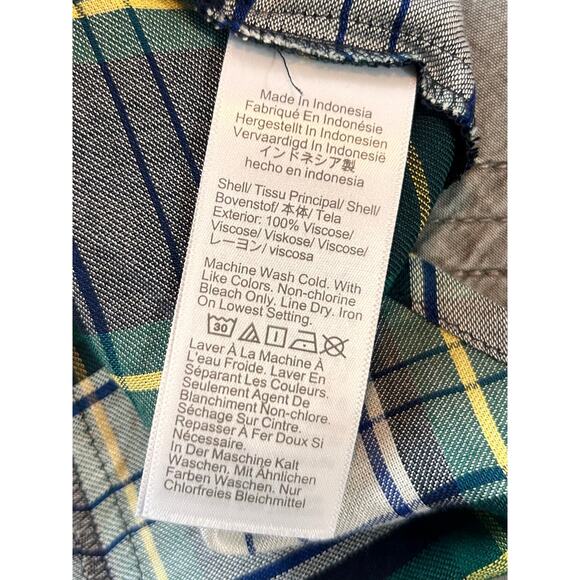 Made In Indonesia
Fabriqué En Indonésie
Hergestellt In Indonesien
Vervaardigd In Indonesië
インドネシア製
hecho en indonesia
Shell/ Tissu Principal/ Shell/
Bovenstof/ 本体/ Tela
Exterior: 100% Viscose/
Viscose/ Viskose/ Viscose/
レーヨン/ viscosa
Machine Wash Cold. With
Like Colors. Non-chlorine
Bleach Only. Line Dry. Iron
On Lowest Setting.
30
Laver À La Machine À
L'eau Froide. Laver En
Séparant Les Couleurs.
Seulement Agent De
Blanchiment Non-chlore.
Séchage Sur Cintre.
Repasser À Fer Doux Si
Nécessaire.
In Der Maschine Kalt
Waschen. Mit Ähnlichen
Farben Waschen. Nur
Chlorfreies Bleichmittel